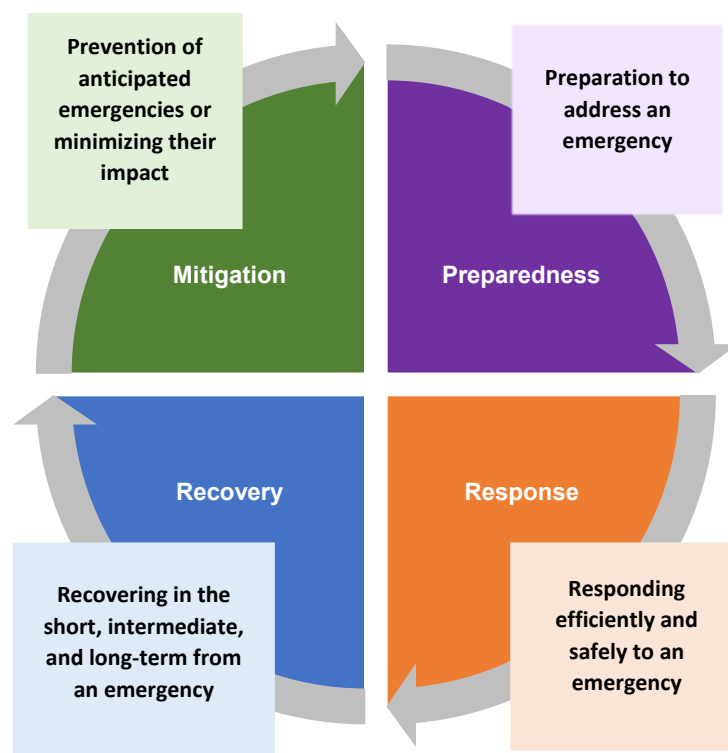 Prevention of
anticipated
emergencies or
minimizing their
impact
Preparation to
address an
emergency
Mitigation
Preparedness
Recovery
Response
Recovering in the
short, intermediate,
and long-term from
an emergency
Responding
efficiently and
safely to an
emergency